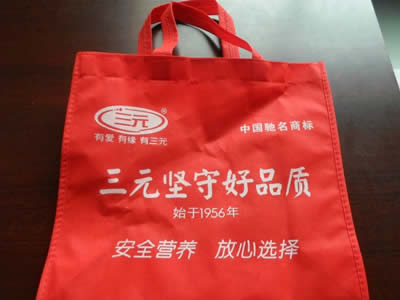 三元
有爱 有缘 有三元
中国驰名商标
三元坚守好品质
始于1956年
安全营养 放心选择